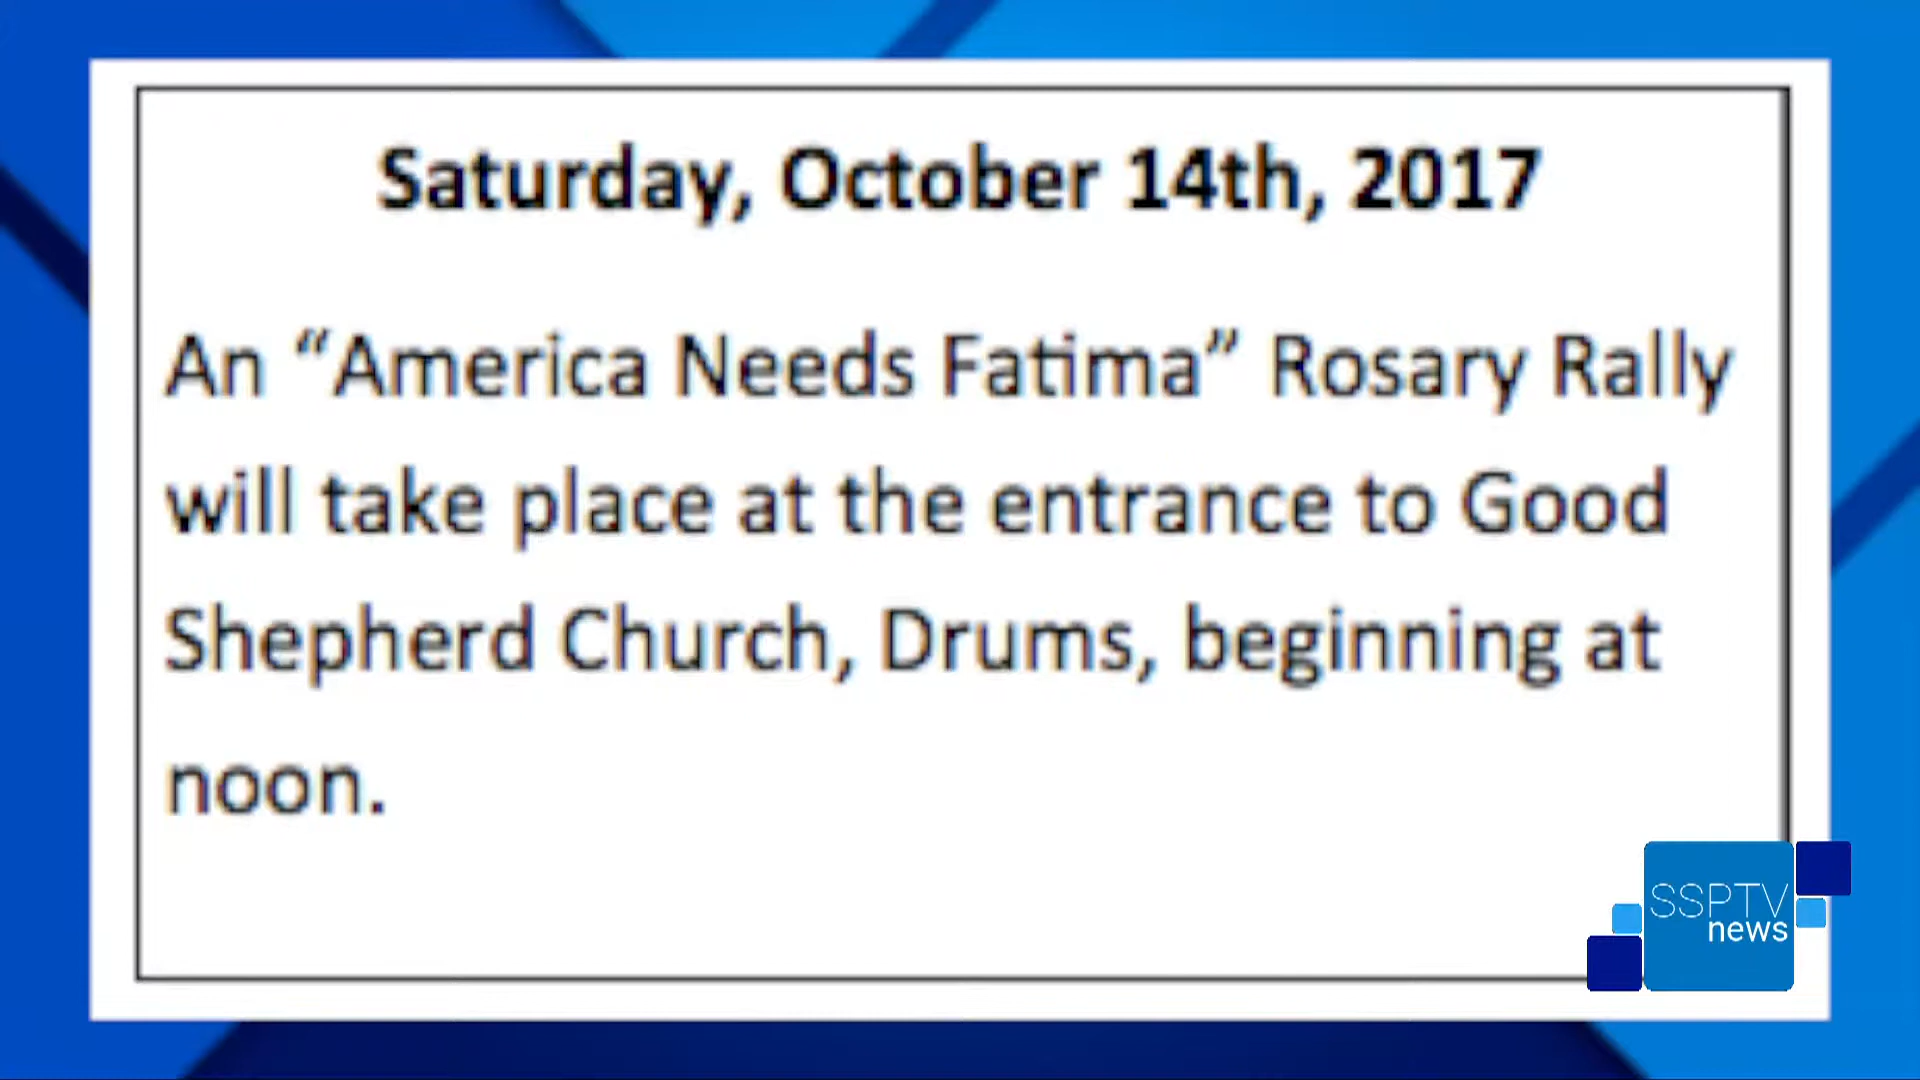 Saturday, October 14th, 2017
An “America Needs Fatima” Rosary Rally
will take place at the entrance to Good
Shepherd Church, Drums, beginning at
noon.
SSPTV
news